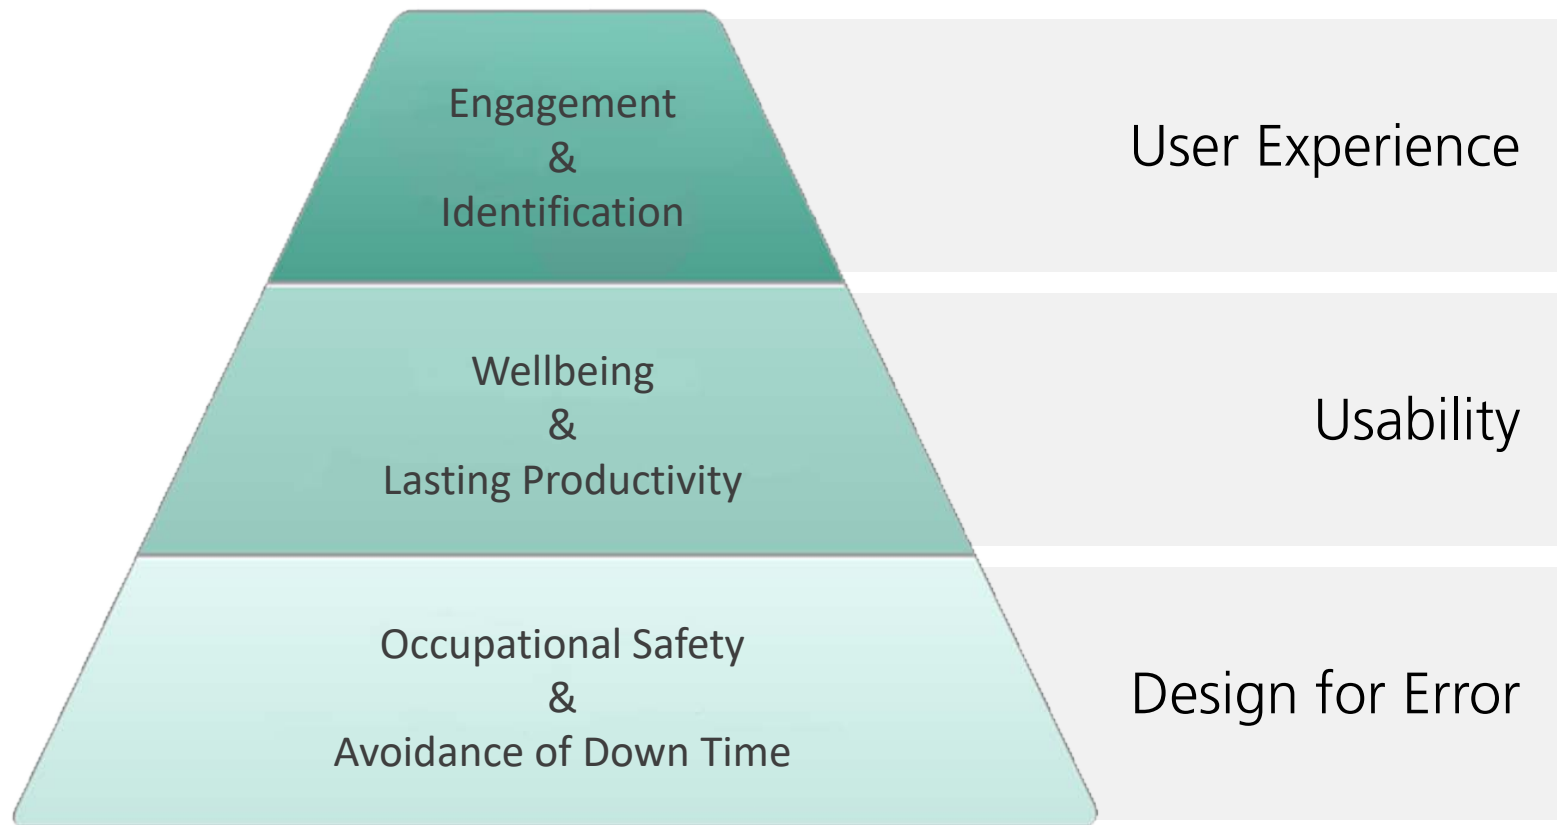 Engagement
&
Identification
User Experience
Wellbeing
&
Lasting Productivity
Usability
Occupational Safety
&
Avoidance of Down Time
Design for Error